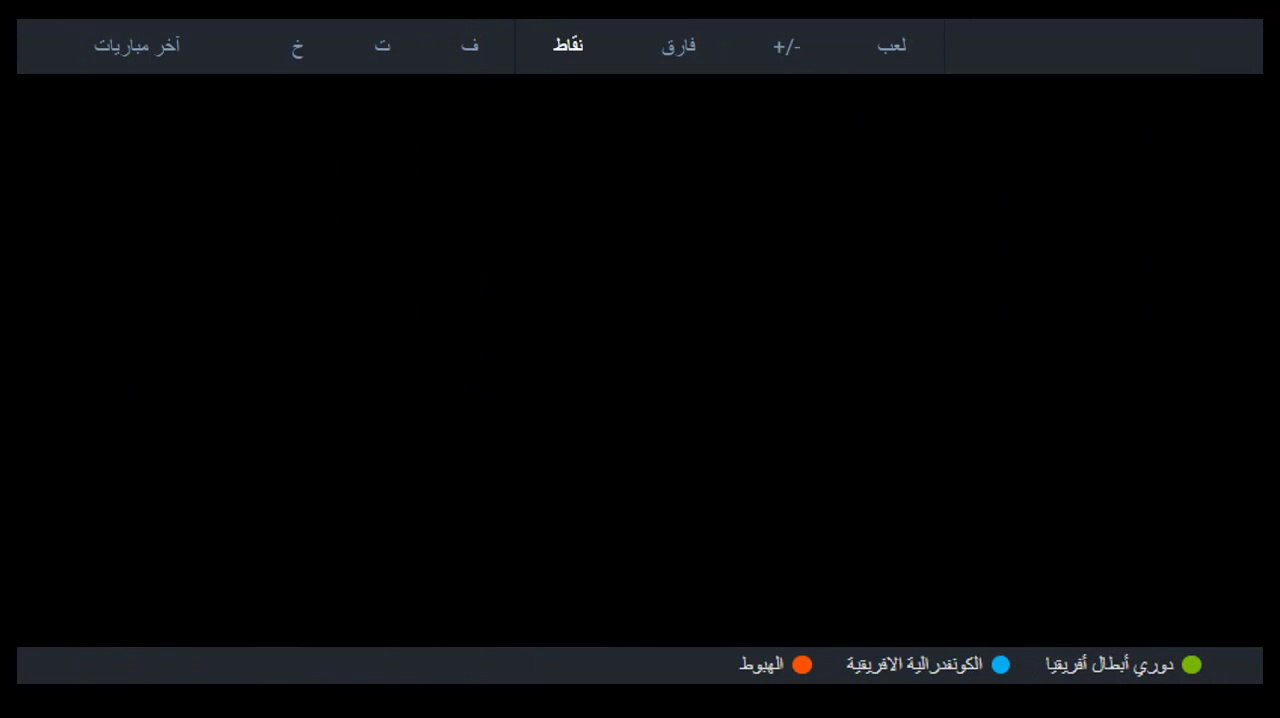 لعب +/- فارق نقاط ف ت خ آخر مباريات
دوري أبطال أفريقيا الكونفدرالية الافريقية الهبوط